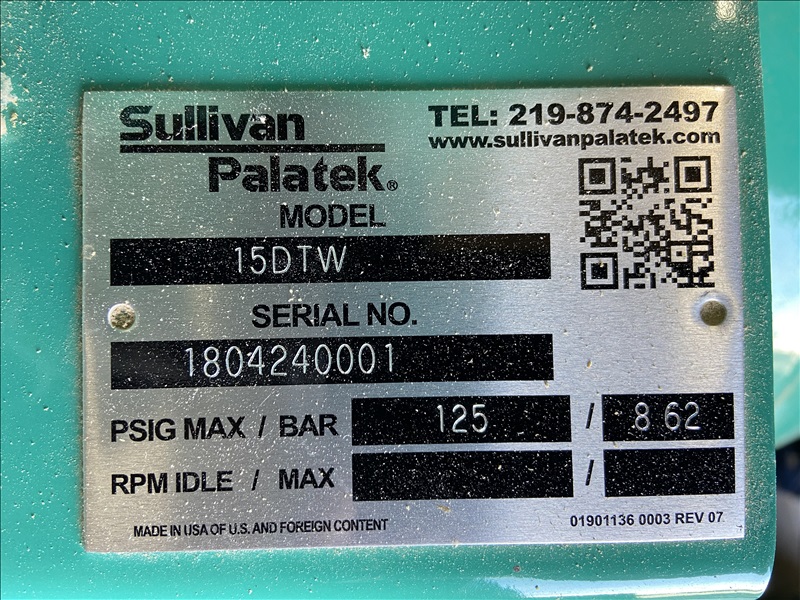 Sullivan
Palatek®
TEL: 219-874-2497
www.sullivanpalatek.com
MODEL
15DTW
SERIAL NO.
1804240001
PSIG MAX / BAR 125 / 8 62
RPM IDLE / MAX /
MADE IN USA OF U.S. AND FOREIGN CONTENT
01901136 0003 REV 07